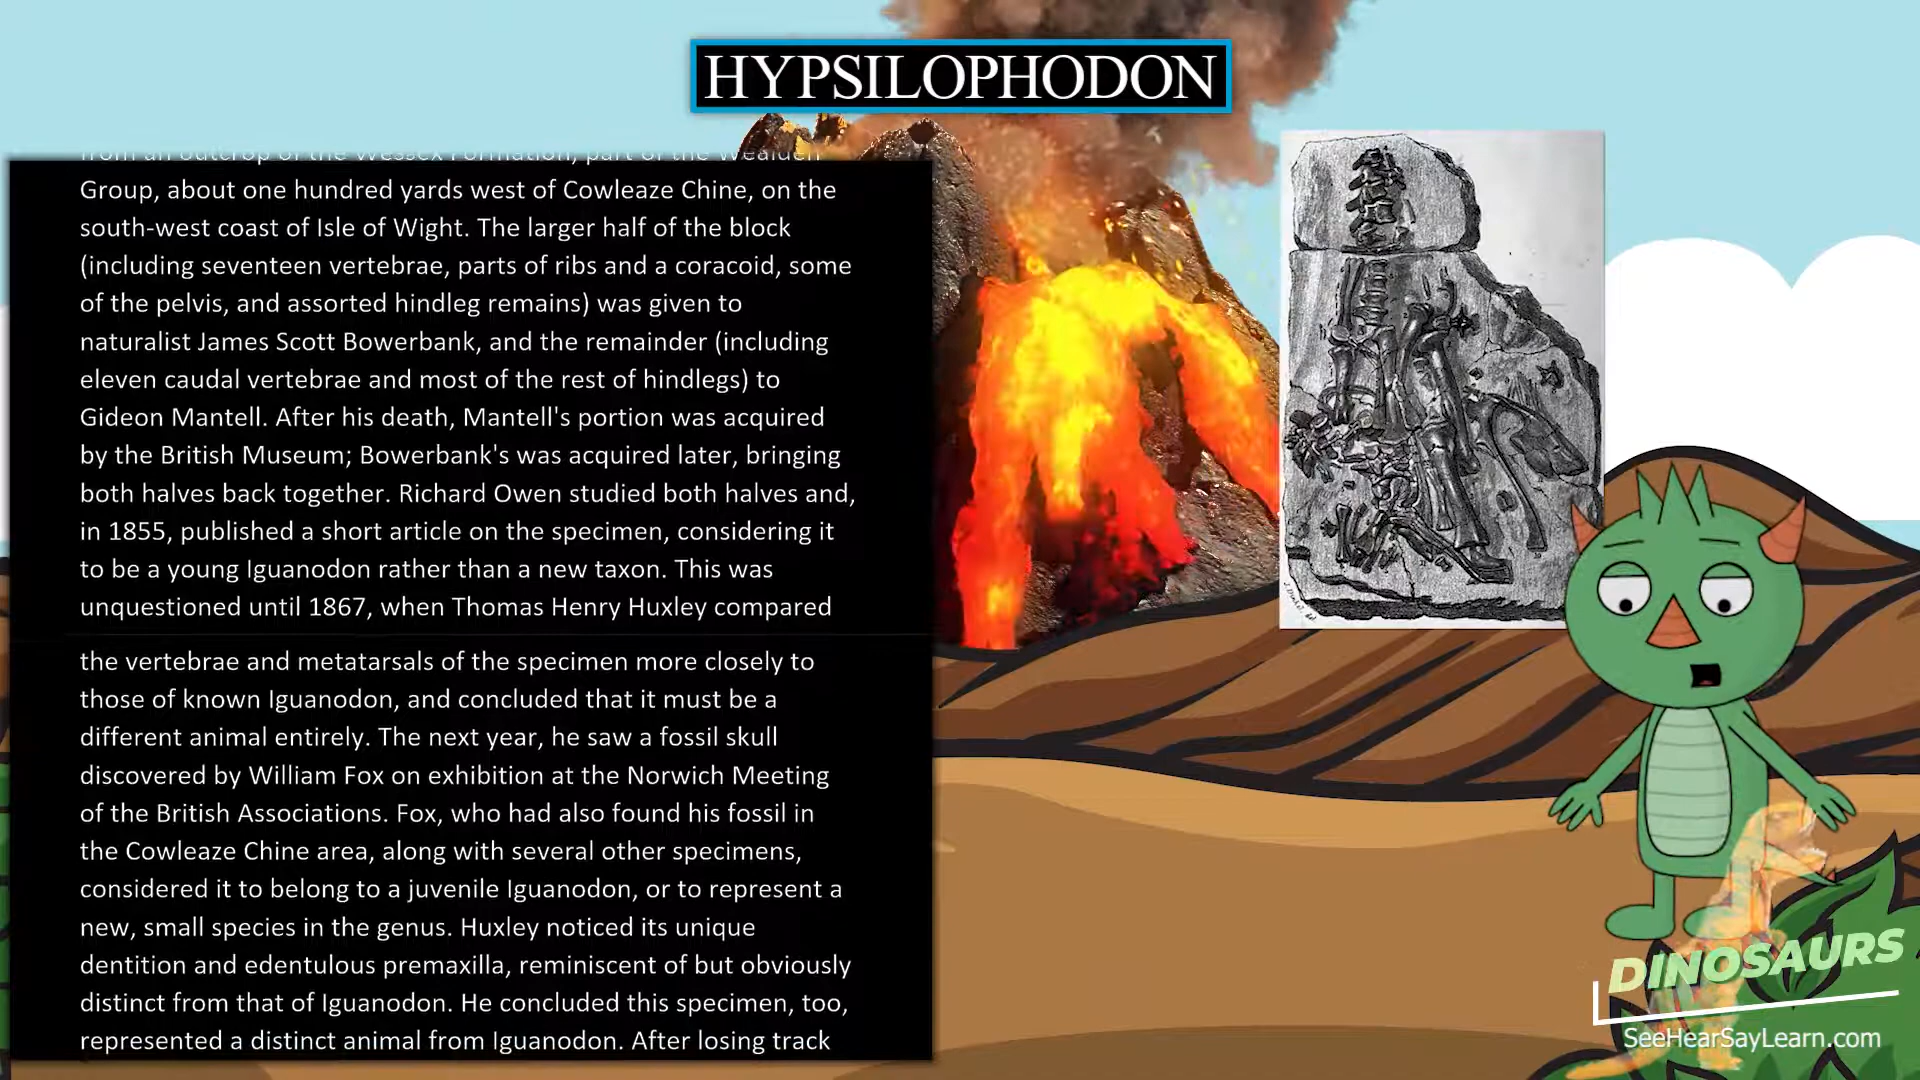 HYPSILOPHODON
from an outcrop of the Wessex Formation, part of the Wealden
Group, about one hundred yards west of Cowleaze Chine, on the
south-west coast of Isle of Wight. The larger half of the block
(including seventeen vertebrae, parts of ribs and a coracoid, some
of the pelvis, and assorted hindleg remains) was given to
naturalist James Scott Bowerbank, and the remainder (including
eleven caudal vertebrae and most of the rest of hindlegs) to
Gideon Mantell. After his death, Mantell's portion was acquired
by the British Museum; Bowerbank's was acquired later, bringing
both halves back together. Richard Owen studied both halves and,
in 1855, published a short article on the specimen, considering it
to be a young Iguanodon rather than a new taxon. This was
unquestioned until 1867, when Thomas Henry Huxley compared
the vertebrae and metatarsals of the specimen more closely to
those of known Iguanodon, and concluded that it must be a
different animal entirely. The next year, he saw a fossil skull
discovered by William Fox on exhibition at the Norwich Meeting
of the British Associations. Fox, who had also found his fossil in
the Cowleaze Chine area, along with several other specimens,
considered it to belong to a juvenile Iguanodon, or to represent a
new, small species in the genus. Huxley noticed its unique
dentition and edentulous premaxilla, reminiscent of but obviously
distinct from that of Iguanodon. He concluded this specimen, too,
represented a distinct animal from Iguanodon. After losing track
DINOSAURS
SeeHearSayLearn.com